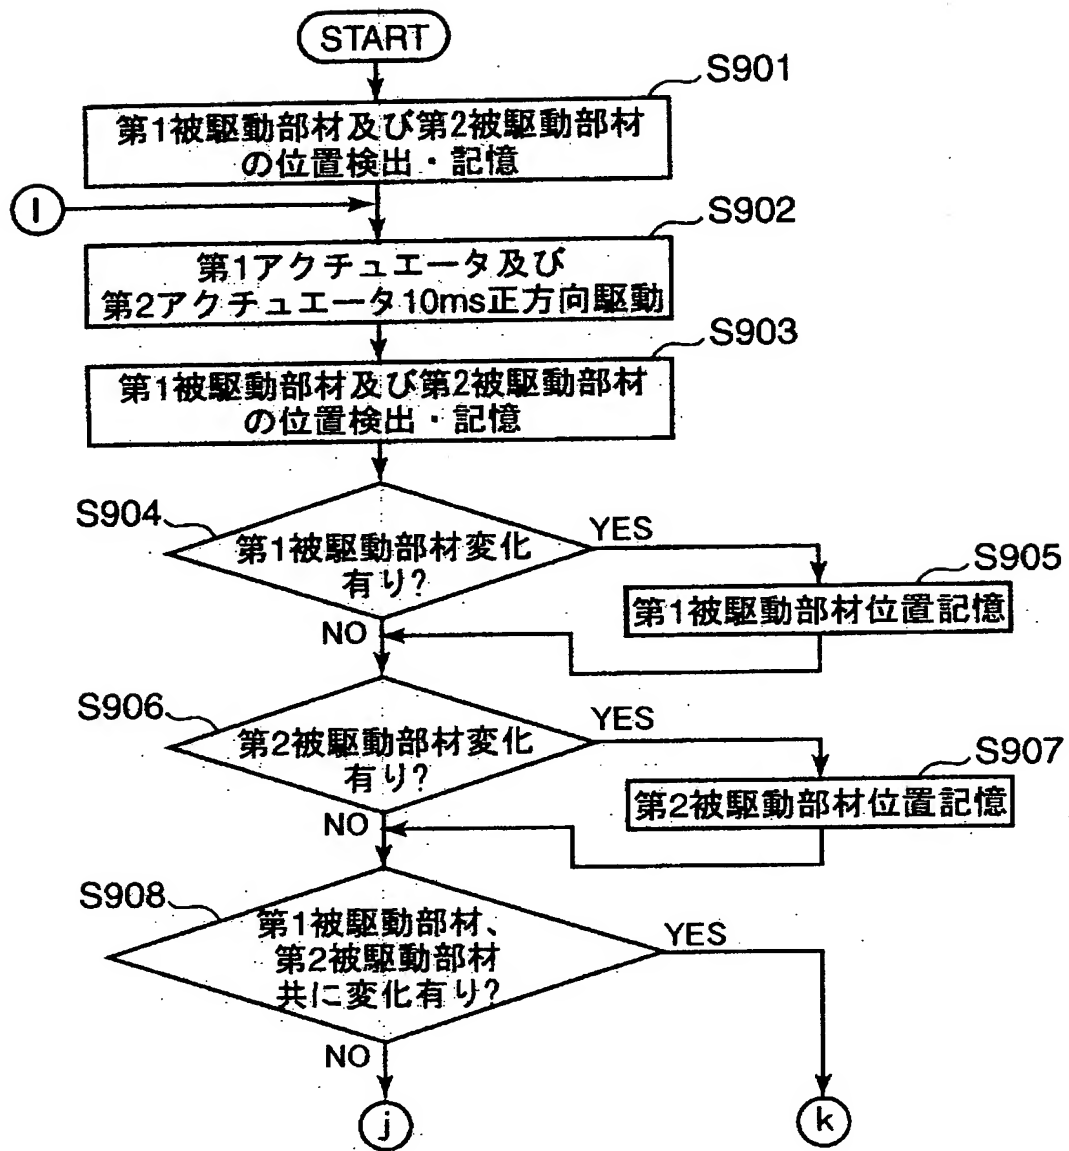 START
S901
第1被駆動部材及び第2被駆動部材
の位置検出・記憶
l
S902
第1アクチュエータ及び
第2アクチュエータ10ms正方向駆動
S903
第1被駆動部材及び第2被駆動部材
の位置検出・記憶
S904
第1被駆動部材変化
有り?
YES
S905
第1被駆動部材位置記憶
NO
S906
第2被駆動部材変化
有り?
YES
S907
第2被駆動部材位置記憶
NO
S908
第1被駆動部材、
第2被駆動部材
共に変化有り?
YES
NO
j
k